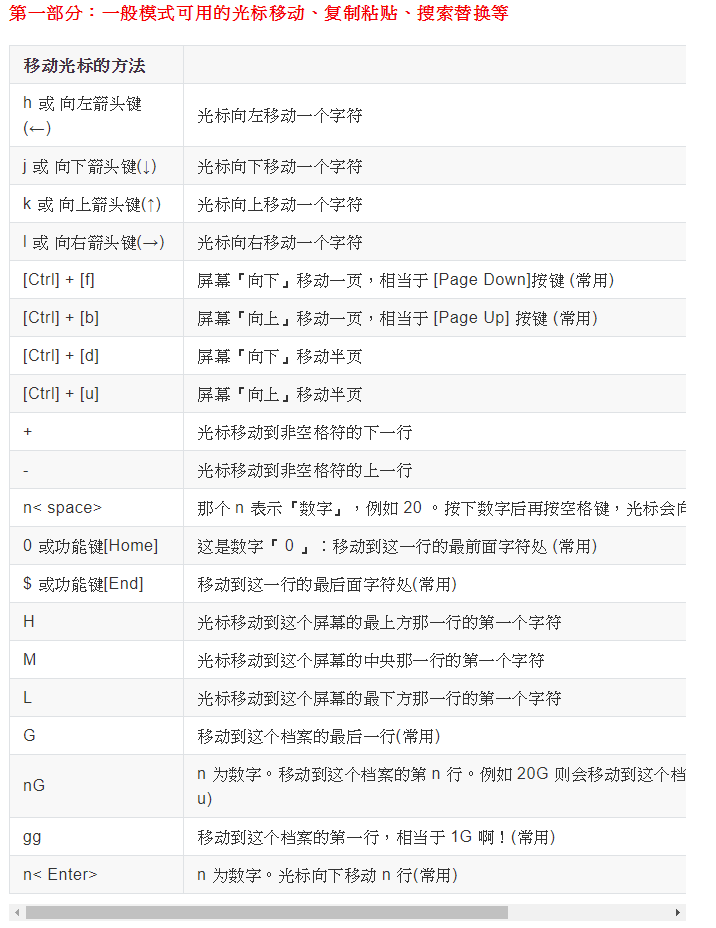 第一部分：一般模式可用的光标移动、复制粘贴、搜索替换等
移动光标的方法
h 或 向左箭头键
(←)
光标向左移动一个字符
j 或 向下箭头键(↓)
光标向下移动一个字符
k 或 向上箭头键(↑)
光标向上移动一个字符
l 或 向右箭头键(→)
光标向右移动一个字符
[Ctrl] + [f]
屏幕『向下』移动一页，相当于 [Page Down]按键 (常用)
[Ctrl] + [b]
屏幕『向上』移动一页，相当于 [Page Up] 按键 (常用)
[Ctrl] + [d]
屏幕『向下』移动半页
[Ctrl] + [u]
屏幕『向上』移动半页
+
光标移动到非空格符的下一行
-
光标移动到非空格符的上一行
n< space>
那个 n 表示『数字』，例如 20 。按下数字后再按空格键，光标会向
0 或功能键[Home]
这是数字『 0 』：移动到这一行的最前面字符处 (常用)
$ 或功能键[End]
移动到这一行的最后面字符处(常用)
H
光标移动到这个屏幕的最上方那一行的第一个字符
M
光标移动到这个屏幕的中央那一行的第一个字符
L
光标移动到这个屏幕的最下方那一行的第一个字符
G
移动到这个档案的最后一行(常用)
nG
n 为数字。移动到这个档案的第 n 行。例如 20G 则会移动到这个档
u)
gg
移动到这个档案的第一行，相当于 1G 啊！(常用)
n< Enter>
n 为数字。光标向下移动 n 行(常用)